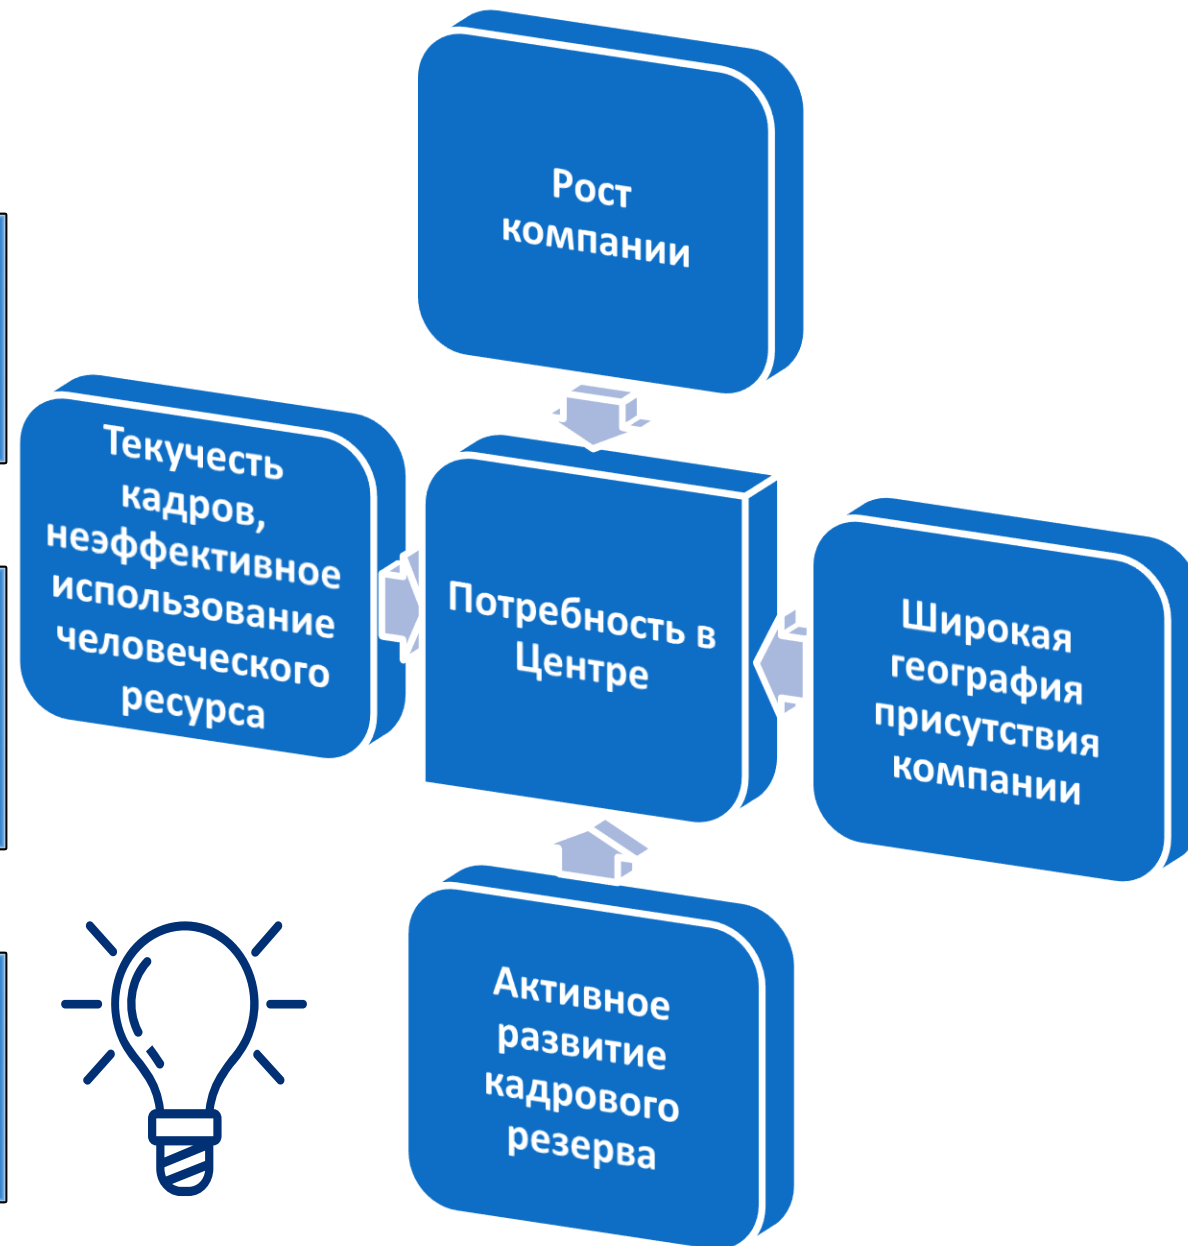 Рост
компании
Текучесть
кадров,
неэффективное
использование
человеческого
ресурса
Потребность в
Центре
Широкая
география
присутствия
компании
Активное
развитие
кадрового
резерва